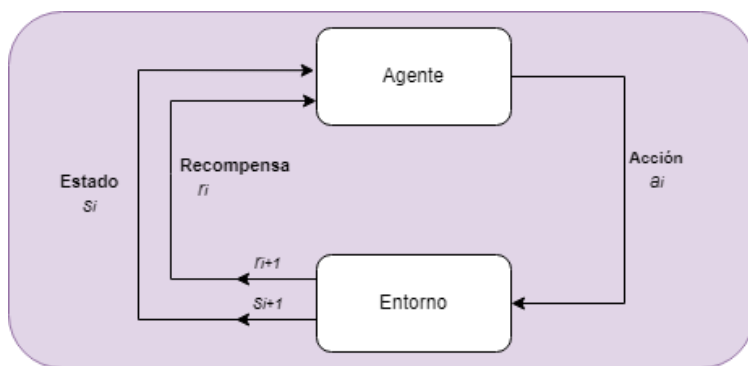 Agente
Recompensa
ri
Estado
si
Acción
ai
ri+1
si+1
Entorno